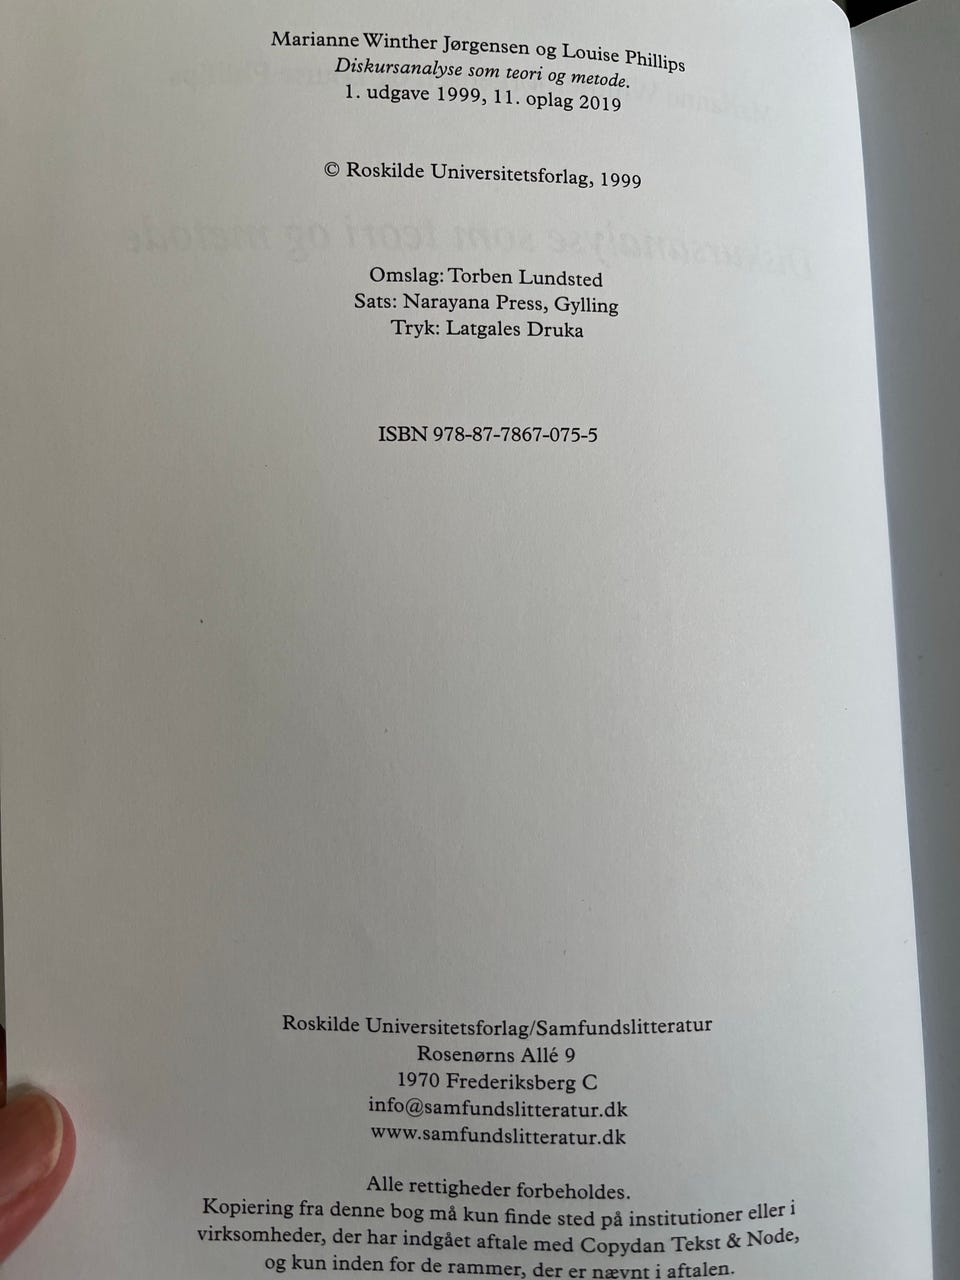 Marianne Winther Jørgensen og Louise Phillips
Diskursanalyse som teori og metode.
1. udgave 1999, 11. oplag 2019
© Roskilde Universitetsforlag, 1999
Omslag: Torben Lundsted
Sats: Narayana Press, Gylling
Tryk: Latgales Druka
ISBN 978-87-7867-075-5
Roskilde Universitetsforlag/Samfundslitteratur
Rosenørns Allé 9
1970 Frederiksberg C
info@samfundslitteratur.dk
www.samfundslitteratur.dk
Alle rettigheder forbeholdes.
Kopiering fra denne bog må kun finde sted på institutioner eller i
virksomheder, der har indgået aftale med Copydan Tekst & Node,
og kun inden for de rammer, der er nævnt i aftalen.